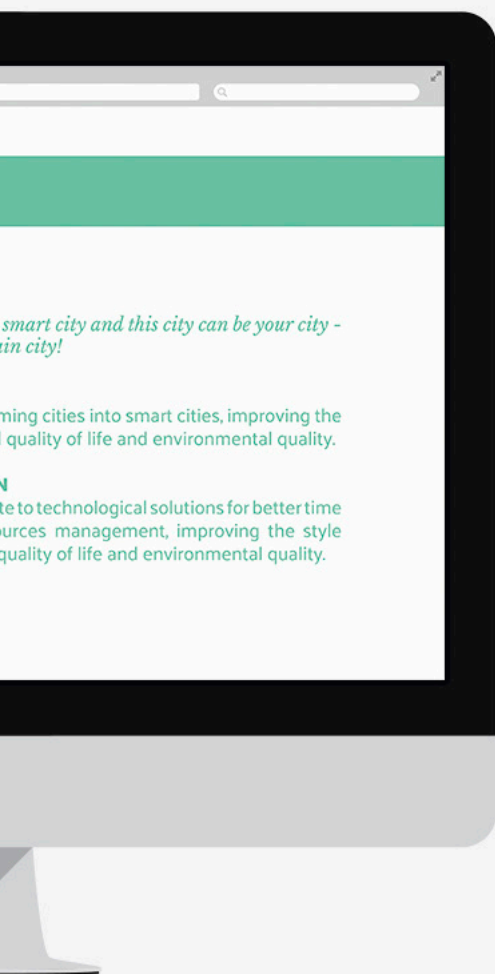 smart city and this city can be your city -
ain city!
ming cities into smart cities, improving the
quality of life and environmental quality.
N
te to technological solutions for better time
urces management, improving the style
quality of life and environmental quality.